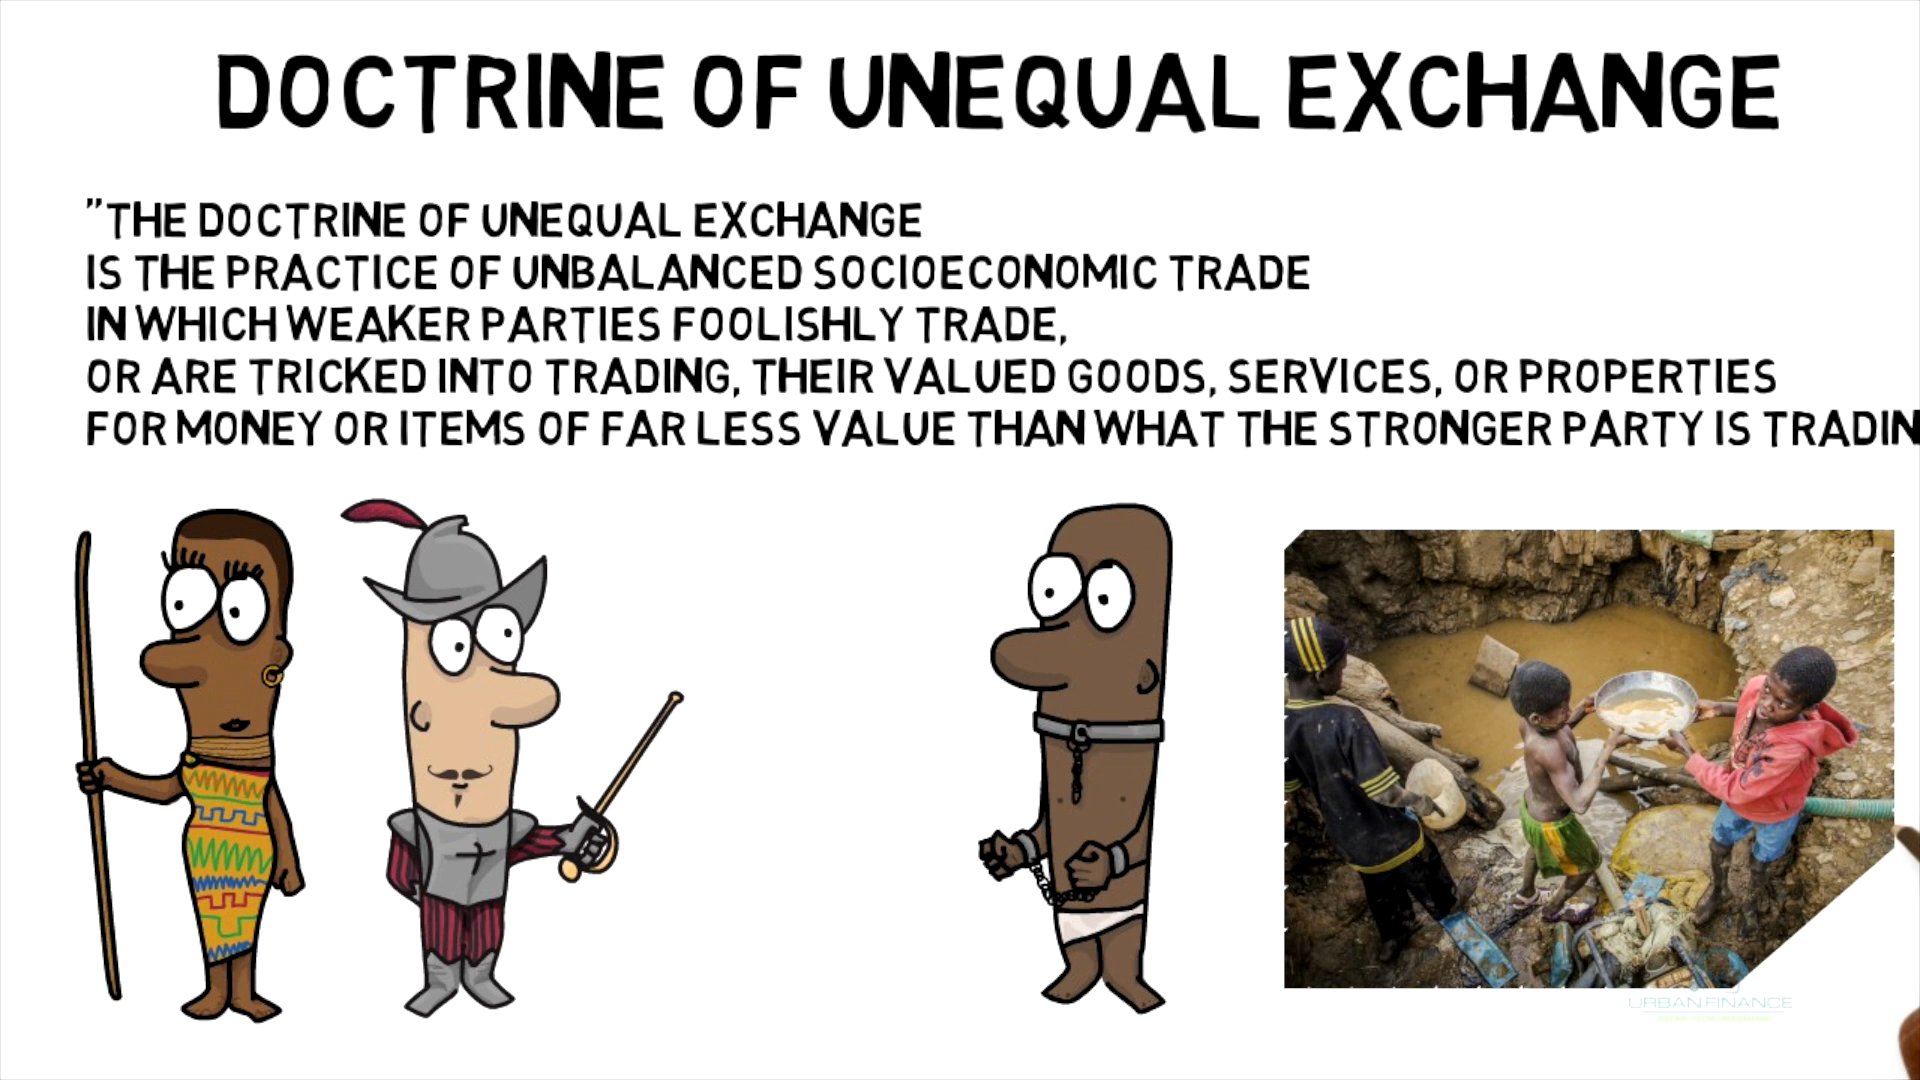 DOCTRINE OF UNEQUAL EXCHANGE
"THE DOCTRINE OF UNEQUAL EXCHANGE
IS THE PRACTICE OF UNBALANCED SOCIOECONOMIC TRADE
IN WHICH WEAKER PARTIES FOOLISHLY TRADE,
OR ARE TRICKED INTO TRADING, THEIR VALUED GOODS, SERVICES, OR PROPERTIES
FOR MONEY OR ITEMS OF FAR LESS VALUE THAN WHAT THE STRONGER PARTY IS TRADIN
URBAN FINANCE